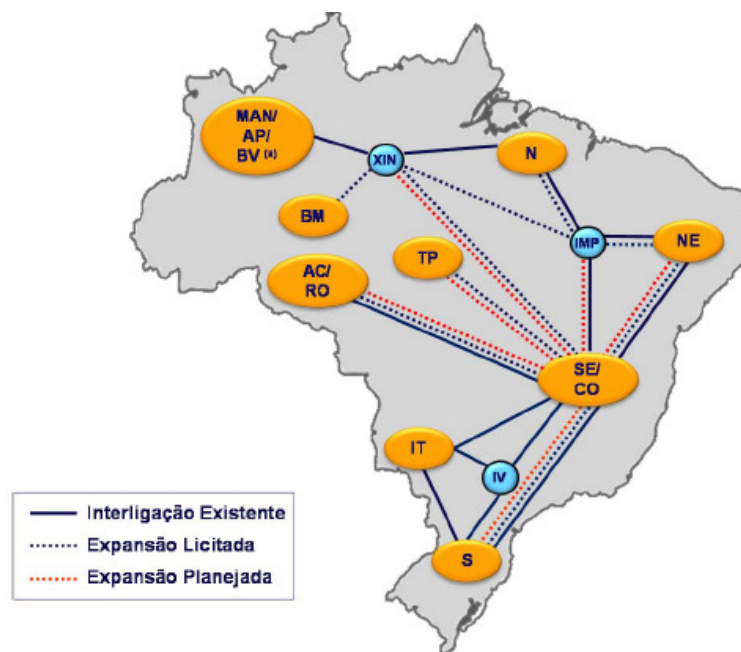 MAN/
AP/
BV (a)
XIN
N
BM
IMP
NE
TP
AC/
RO
SE/
CO
IT
IV
S
Interligação Existente
Expansão Licitada
Expansão Planejada